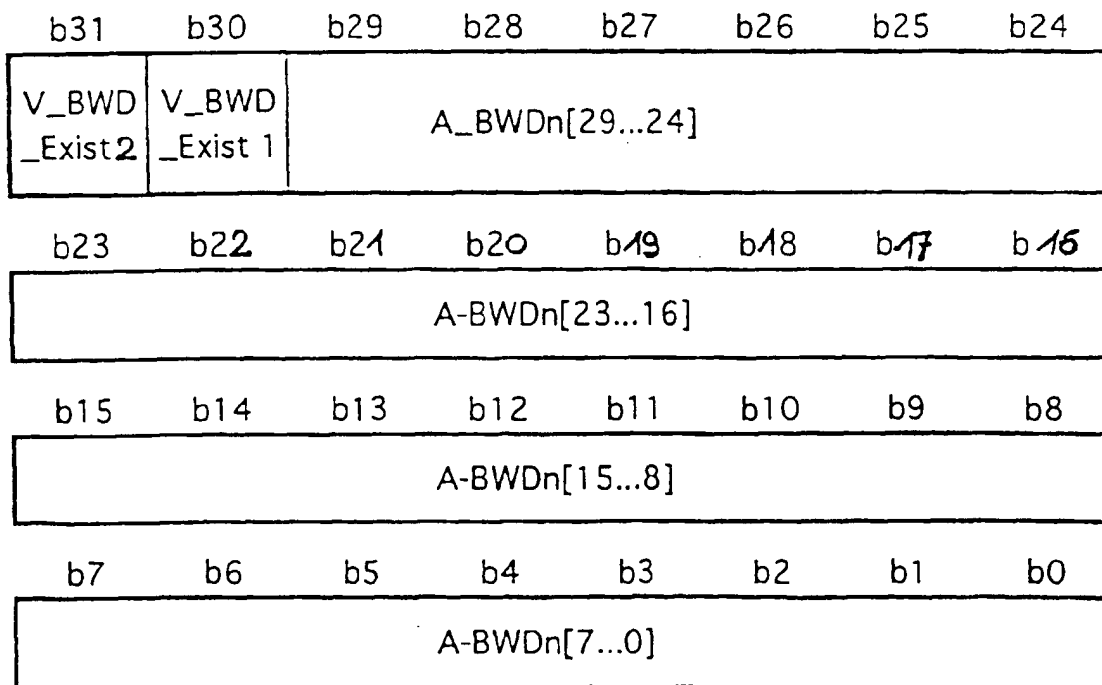 b31 b30 b29 b28 b27 b26 b25 b24
V_BWD V_BWD
_Exist2 _Exist 1
A_BWDn[29...24]
b23 b22 b21 b20 b19 b18 b17 b16
A-BWDn[23...16]
b15 b14 b13 b12 b11 b10 b9 b8
A-BWDn[15...8]
b7 b6 b5 b4 b3 b2 b1 b0
A-BWDn[7...0]